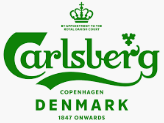 BY APPOINTMENT TO THE
ROYAL DANISH COURT
Carlsberg
COPENHAGEN
DENMARK
1847 ONWARDS